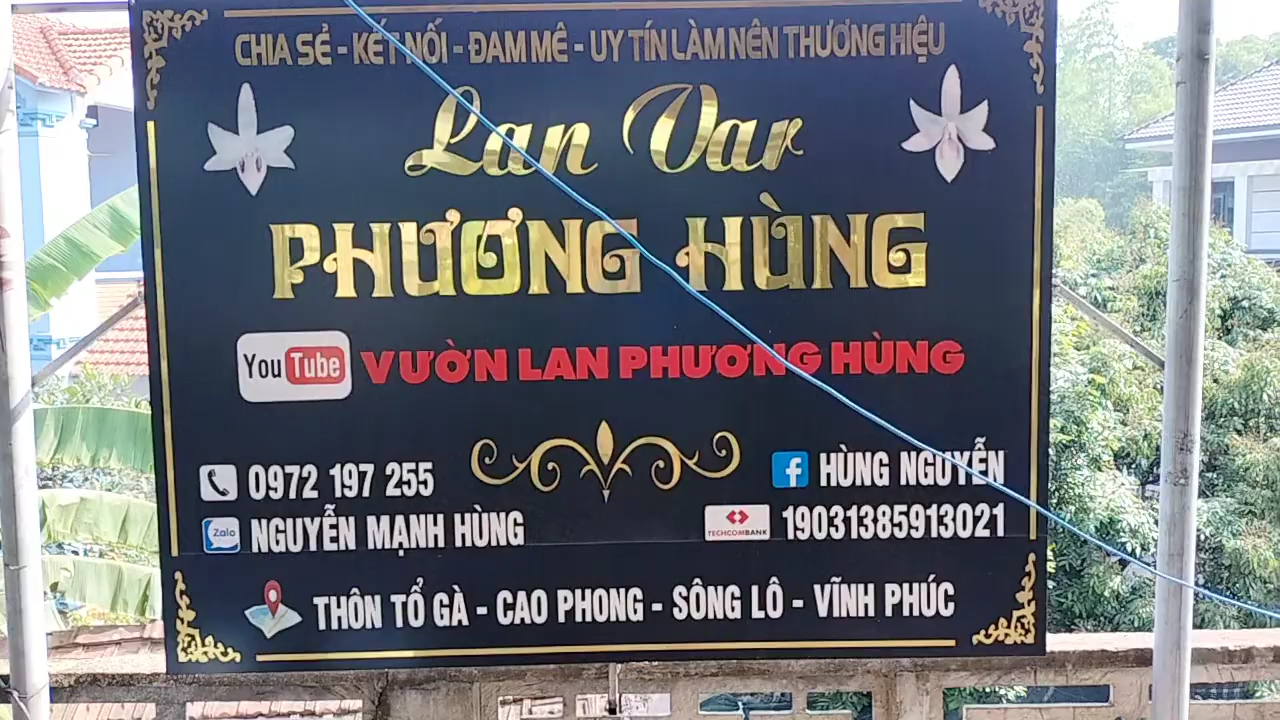 CHIA SẺ - KẾT NỐI - ĐAM MÊ - UY TÍN LÀM NÊN THƯƠNG HIỆU
Lan Var
PHƯƠNG HÙNG
YouTube VƯỜN LAN PHƯƠNG HÙNG
0972 197 255
f HÙNG NGUYỄN
Zalo NGUYỄN MẠNH HÙNG
TECHCOMBANK 19031385913021
THÔN TỔ GÀ - CAO PHONG - SÔNG LÔ - VĨNH PHÚC